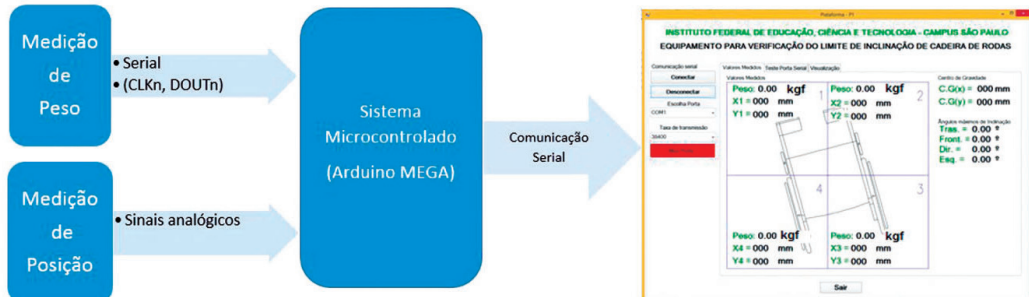 Medição
de
Peso
• Serial
• (CLKn, DOUTn)
Medição
de
Posição
• Sinais analógicos
Sistema
Microcontrolado
(Arduino MEGA)
Comunicação
Serial
Plataforma - P1
INSTITUTO FEDERAL DE EDUCAÇÃO, CIÊNCIA E TECNOLOGIA - CAMPUS SÃO PAULO
EQUIPAMENTO PARA VERIFICAÇÃO DO LIMITE DE INCLINAÇÃO DE CADEIRA DE RODAS
Comunicação serial
Conectar
Desconectar
Escolha Porta
COM1
Taxa de transmissão
38400
Valores Medidos Teste Porta Serial Visualização
Valores Medidos
Peso: 0.00 kgf
X1 = 000 mm
Y1 = 000 mm
1
Peso: 0.00 kgf
X2 = 000 mm
Y2 = 000 mm
2
4
3
Peso: 0.00 kgf
X4 = 000 mm
Y4 = 000 mm
Peso: 0.00 kgf
X3 = 000 mm
Y3 = 000 mm
Centro de Gravidade
C.G(x) = 000 mm
C.G(y) = 000 mm
Ângulos máximos de Inclinação
Tras. = 0.00 º
Front. = 0.00 º
Dir. = 0.00 º
Esq. = 0.00 º
Sair